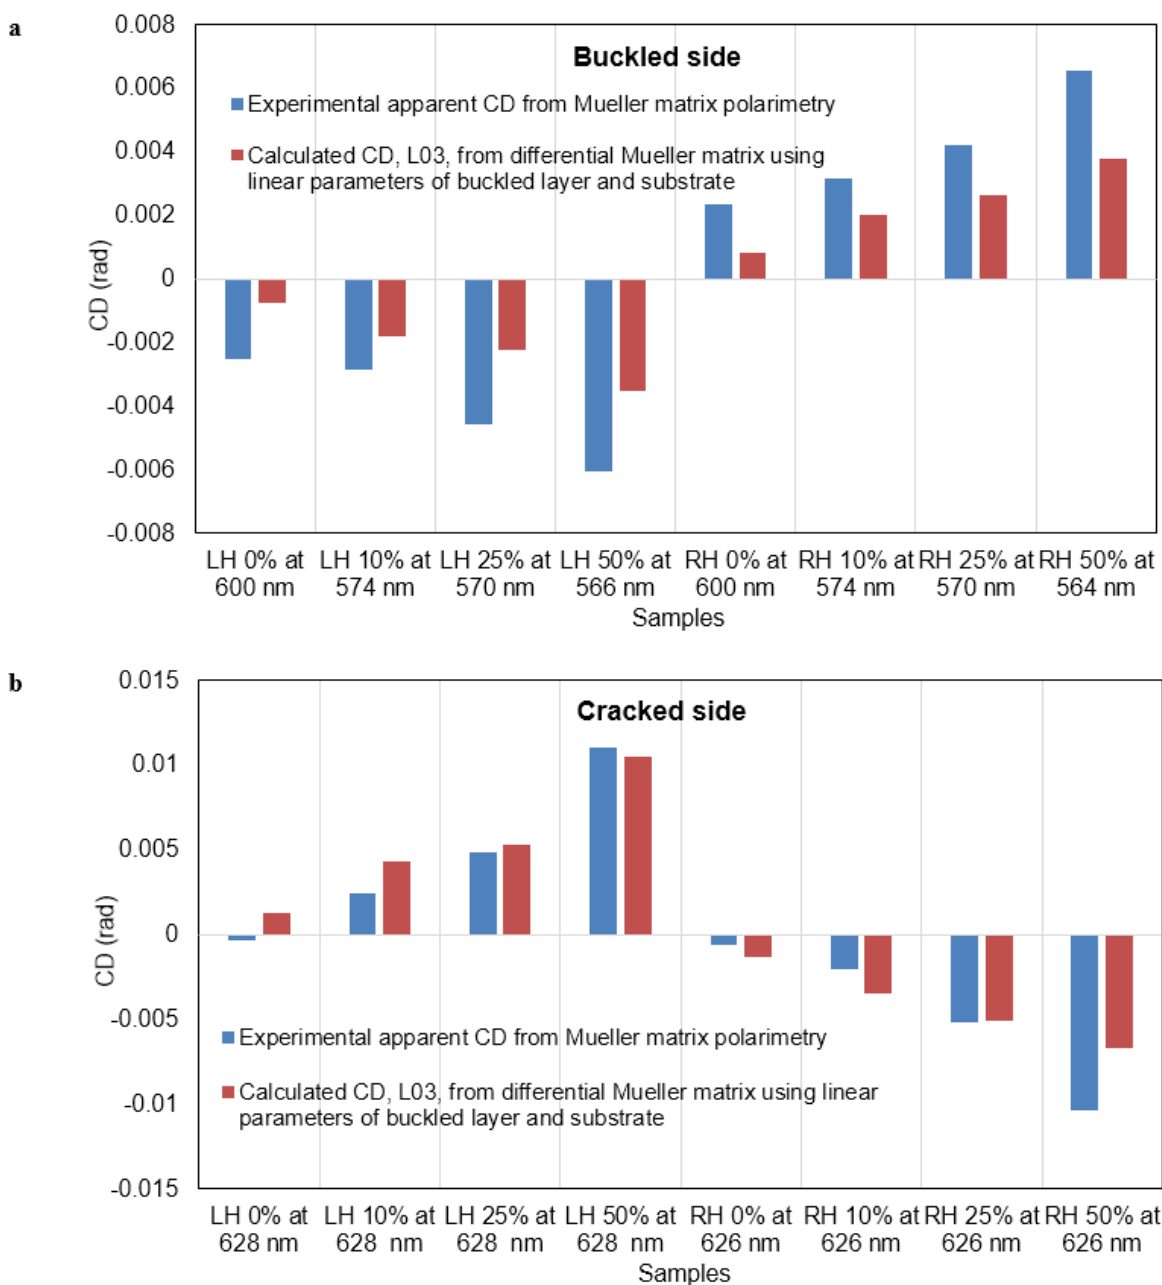 a
0.008
Buckled side
0.006
Experimental apparent CD from Mueller matrix polarimetry
0.004
Calculated CD, L03, from differential Mueller matrix using
linear parameters of buckled layer and substrate
0.002
0
CD (rad)
-0.002
-0.004
-0.006
-0.008
LH 0% at LH 10% at LH 25% at LH 50% at RH 0% at RH 10% at RH 25% at RH 50% at
600 nm 574 nm 570 nm 566 nm 600 nm 574 nm 570 nm 564 nm
Samples
b
0.015
Cracked side
0.01
0.005
0
CD (rad)
-0.005
Experimental apparent CD from Mueller matrix polarimetry
Calculated CD, L03, from differential Mueller matrix using linear
-0.01
parameters of buckled layer and substrate
-0.015
LH 0% at LH 10% at LH 25% at LH 50% at RH 0% at RH 10% at RH 25% at RH 50% at
628 nm 628 nm 628 nm 628 nm 626 nm 626 nm 626 nm 626 nm
Samples